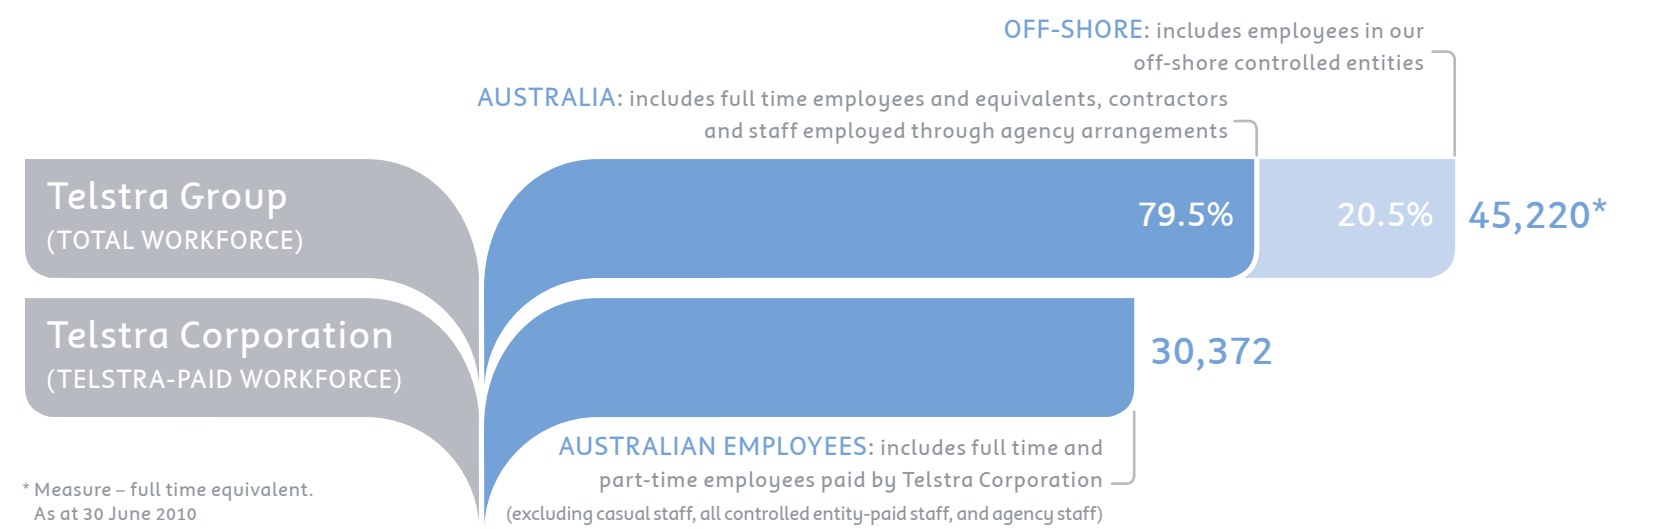 OFF-SHORE: includes employees in our
off-shore controlled entities
AUSTRALIA: includes full time employees and equivalents, contractors
and staff employed through agency arrangements
Telstra Group
(TOTAL WORKFORCE)
79.5%
20.5%
45,220*
Telstra Corporation
(TELSTRA-PAID WORKFORCE)
30,372
AUSTRALIAN EMPLOYEES: includes full time and
part-time employees paid by Telstra Corporation
(excluding casual staff, all controlled entity-paid staff, and agency staff)
* Measure – full time equivalent.
As at 30 June 2010